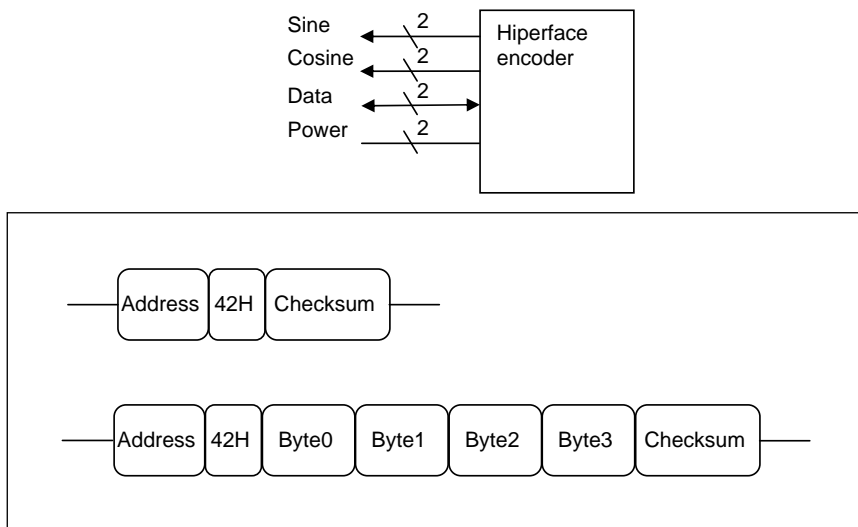 Sine 2
Cosine 2
Data 2
Power 2
Hiperface
encoder
Address 42H Checksum
Address 42H Byte0 Byte1 Byte2 Byte3 Checksum